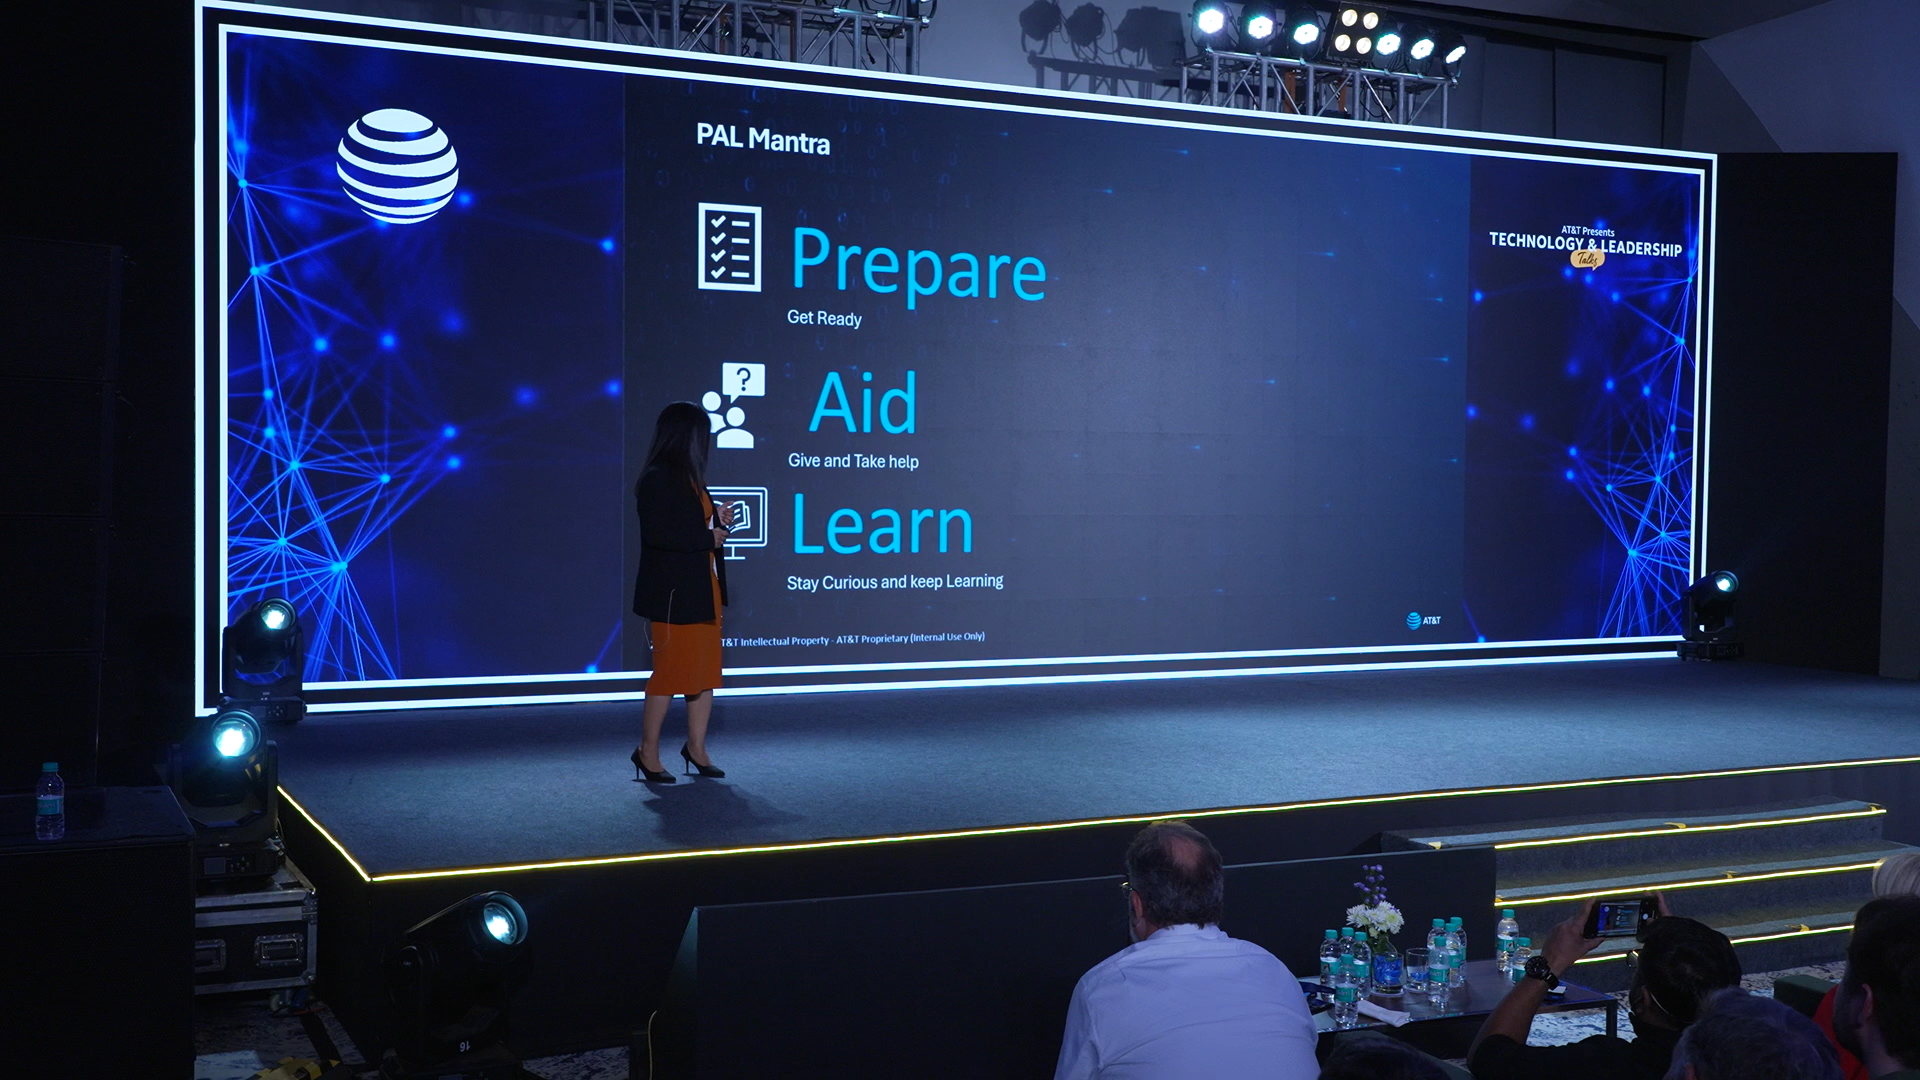 PAL Mantra
Prepare
Get Ready
?
Aid
Give and Take help
Learn
Stay Curious and keep Learning
T&T Intellectual Property - AT&T Proprietary (Internal Use Only)
AT&T
AT&T Presents
TECHNOLOGY & LEADERSHIP
Talks
16